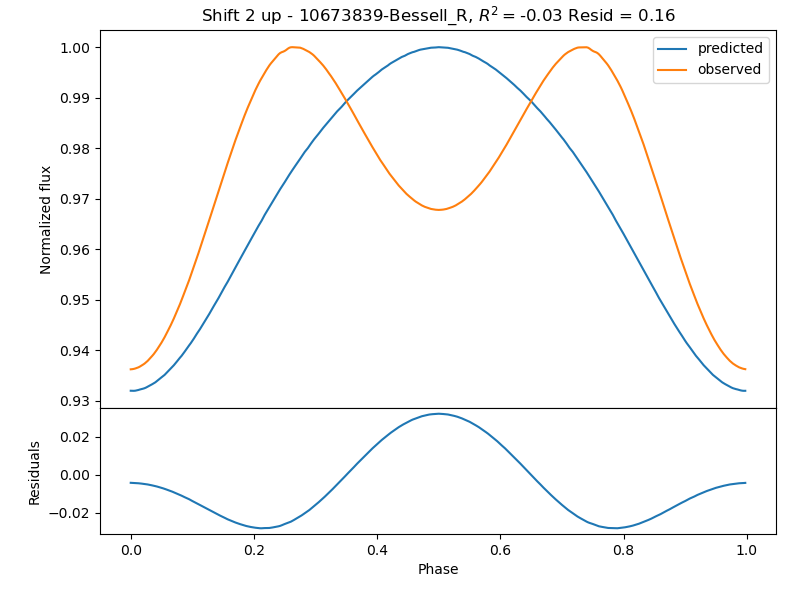 Shift 2 up - 10673839-Bessell_R, $R^2$ = -0.03 Resid = 0.16
predicted
observed
Normalized flux
1.00
0.99
0.98
0.97
0.96
0.95
0.94
0.93
Residuals
0.02
0.00
−0.02
0.0 0.2 0.4 0.6 0.8 1.0
Phase